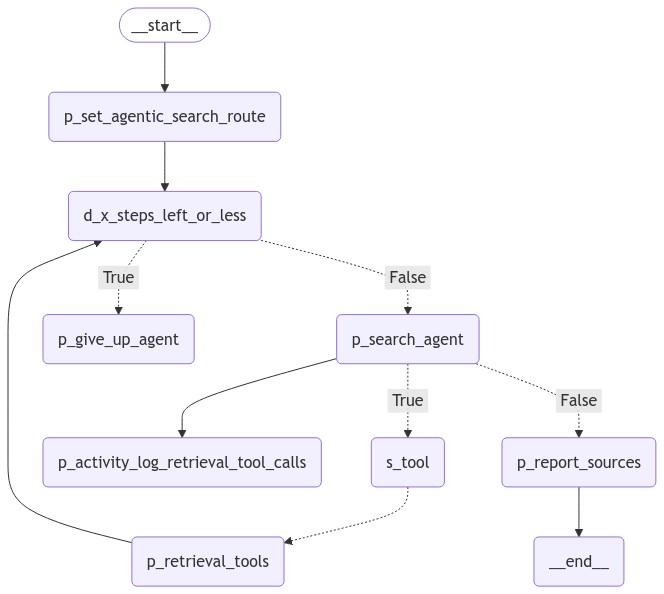 __start__
p_set_agentic_search_route
d_x_steps_left_or_less
True
False
p_give_up_agent
p_search_agent
True
False
p_activity_log_retrieval_tool_calls
s_tool
p_report_sources
p_retrieval_tools
__end__